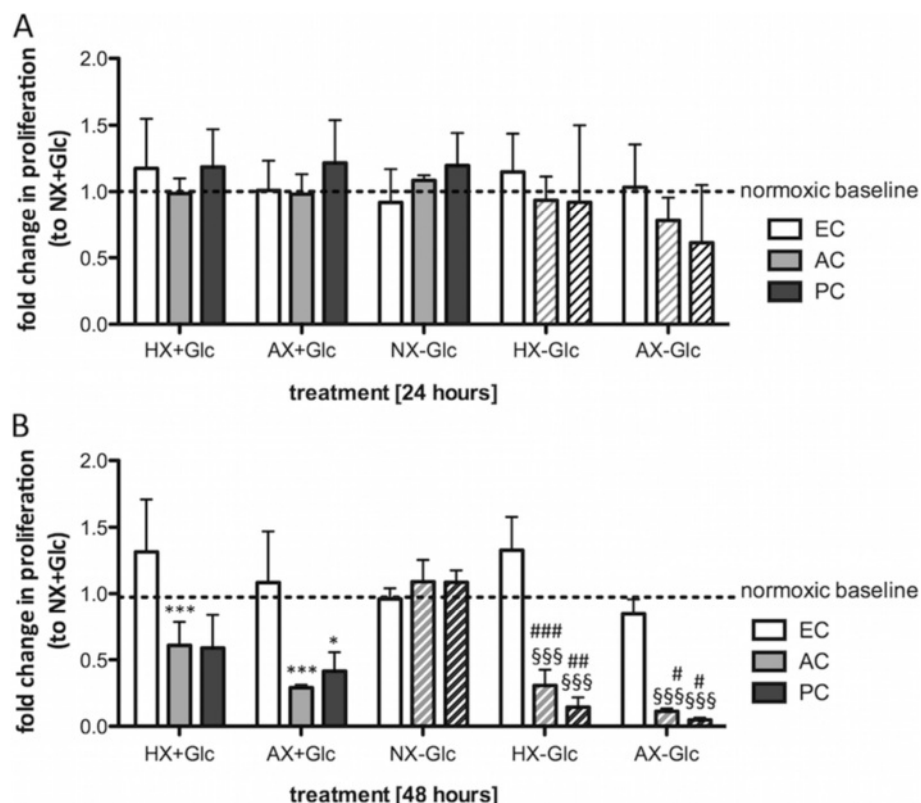 A
fold change in proliferation
(to NX+Glc)
2.0
1.5
1.0
0.5
0.0
normoxic baseline
EC
AC
PC
HX+Glc AX+Glc NX-Glc HX-Glc AX-Glc
treatment [24 hours]
B
fold change in proliferation
(to NX+Glc)
2.0
1.5
1.0
0.5
0.0
normoxic baseline
EC
AC
PC
***
***
*
###
§§§
##
§§§
#
§§§
#
§§§
HX+Glc AX+Glc NX-Glc HX-Glc AX-Glc
treatment [48 hours]